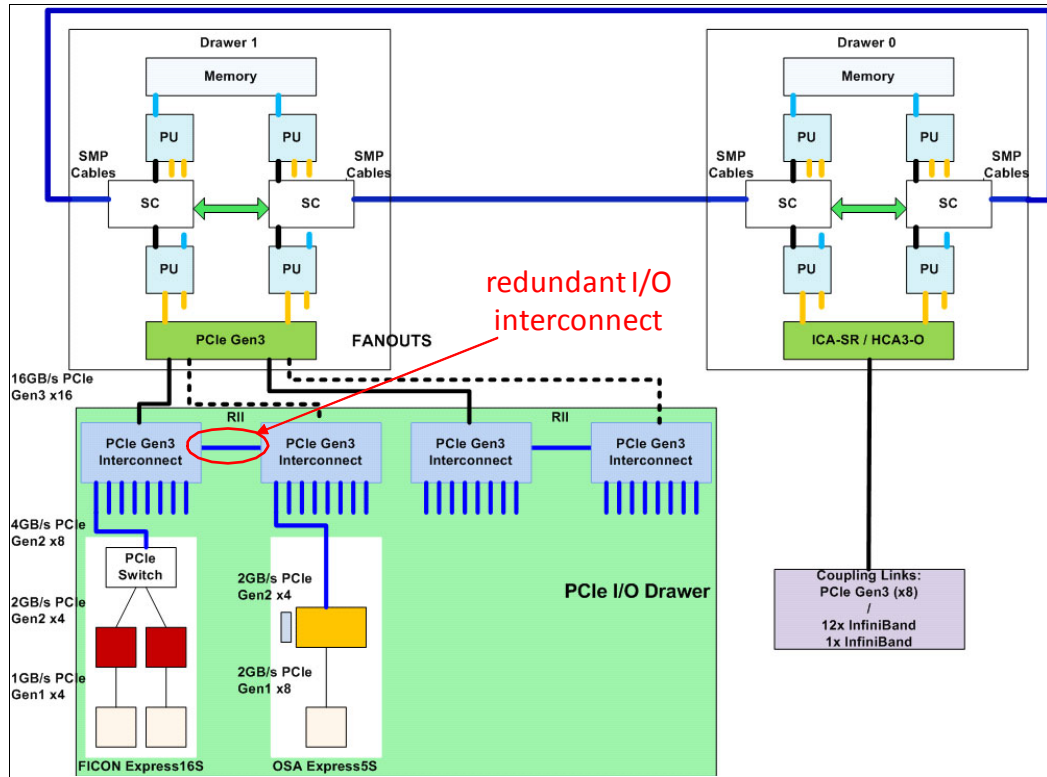 Drawer 1
Drawer 0
Memory
Memory
PU
PU
PU
PU
SMP
Cables
SMP
Cables
SMP
Cables
SMP
Cables
SC
SC
SC
SC
PU
PU
PU
PU
redundant I/O
interconnect
PCIe Gen3
FANOUTS
ICA-SR / HCA3-O
16GB/s PCIe
Gen3 x16
RII
RII
PCIe Gen3
Interconnect
PCIe Gen3
Interconnect
PCIe Gen3
Interconnect
PCIe Gen3
Interconnect
4GB/s PCIe
Gen2 x8
PCIe
Switch
2GB/s PCIe
Gen2 x4
PCIe I/O Drawer
Coupling Links:
PCIe Gen3 (x8)
/
12x InfiniBand
1x InfiniBand
2GB/s PCIe
Gen2 x4
1GB/s PCIe
Gen1 x4
2GB/s PCIe
Gen1 x8
FICON Express16S
OSA Express5S